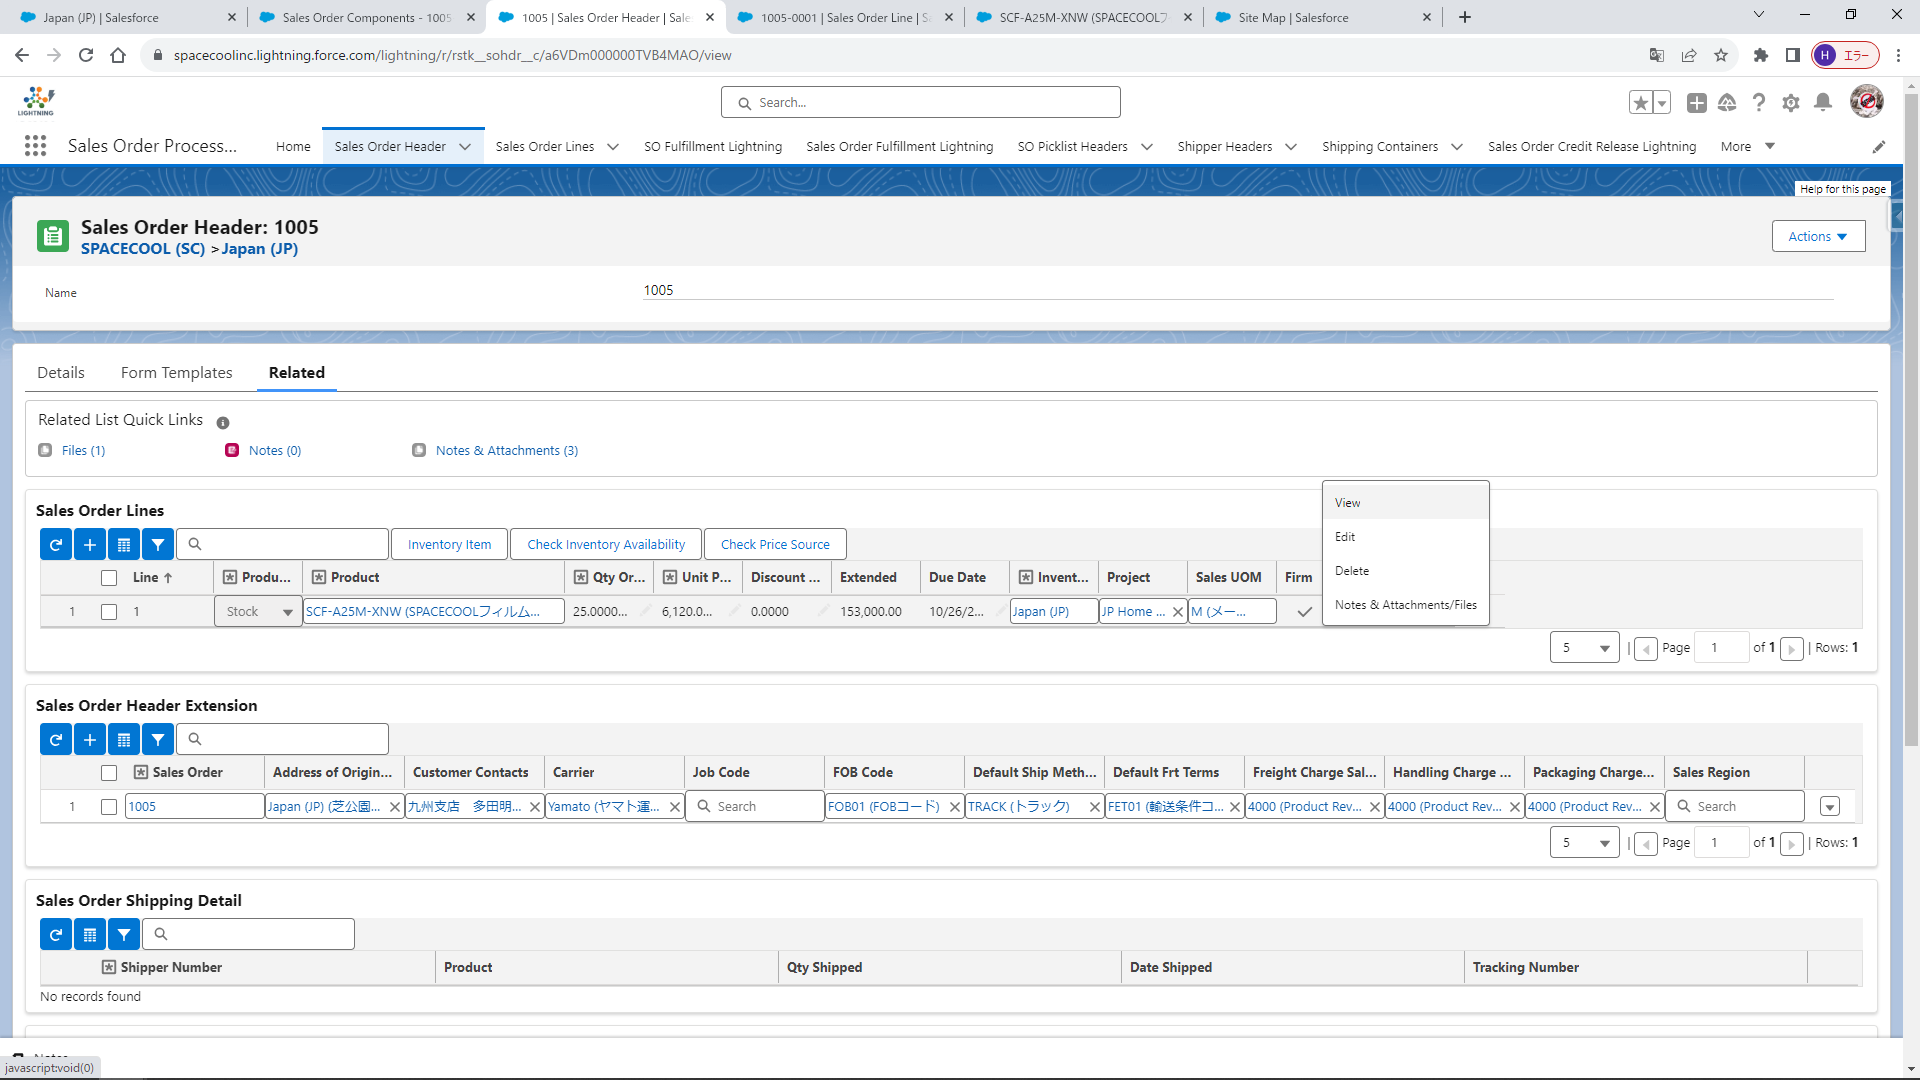 Japan (JP) | Salesforce
Sales Order Components - 1005
1005 | Sales Order Header | Sale
1005-0001 | Sales Order Line | S
SCF-A25M-XNW (SPACECOOLフ
Site Map | Salesforce
spacecoolinc.lightning.force.com/lightning/r/rstk__sohdr__c/a6VDm000000TVB4MAO/view
H エラー
LIGHTNING
Search...
Sales Order Process...
Home
Sales Order Header
Sales Order Lines
SO Fulfillment Lightning
Sales Order Fulfillment Lightning
SO Picklist Headers
Shipper Headers
Shipping Containers
Sales Order Credit Release Lightning
More
Help for this page
Sales Order Header: 1005
SPACECOOL (SC) > Japan (JP)
Actions
Name
1005
Details
Form Templates
Related
Related List Quick Links
Files (1)
Notes (0)
Notes & Attachments (3)
Sales Order Lines
Inventory Item
Check Inventory Availability
Check Price Source
Line Produ... Product Qty Or... Unit P... Discount ... Extended Due Date Invent... Project Sales UOM Firm
1 1 Stock SCF-A25M-XNW (SPACECOOLフィルム... 25.0000... 6,120.0... 0.0000 153,000.00 10/26/2... Japan (JP) JP Home ... M (メー...
View
Edit
Delete
Notes & Attachments/Files
5 | Page 1 of 1 | Rows: 1
Sales Order Header Extension
Sales Order Address of Origin... Customer Contacts Carrier Job Code FOB Code Default Ship Meth... Default Frt Terms Freight Charge Sal... Handling Charge ... Packaging Charge... Sales Region
1 1005 Japan (JP) (芝公園... 九州支店　多田明... Yamato (ヤマト運... Search FOB01 (FOBコード) TRACK (トラック) FET01 (輸送条件コ... 4000 (Product Rev... 4000 (Product Rev... 4000 (Product Rev... Search
5 | Page 1 of 1 | Rows: 1
Sales Order Shipping Detail
Shipper Number Product Qty Shipped Date Shipped Tracking Number
No records found
javascript:void(0)